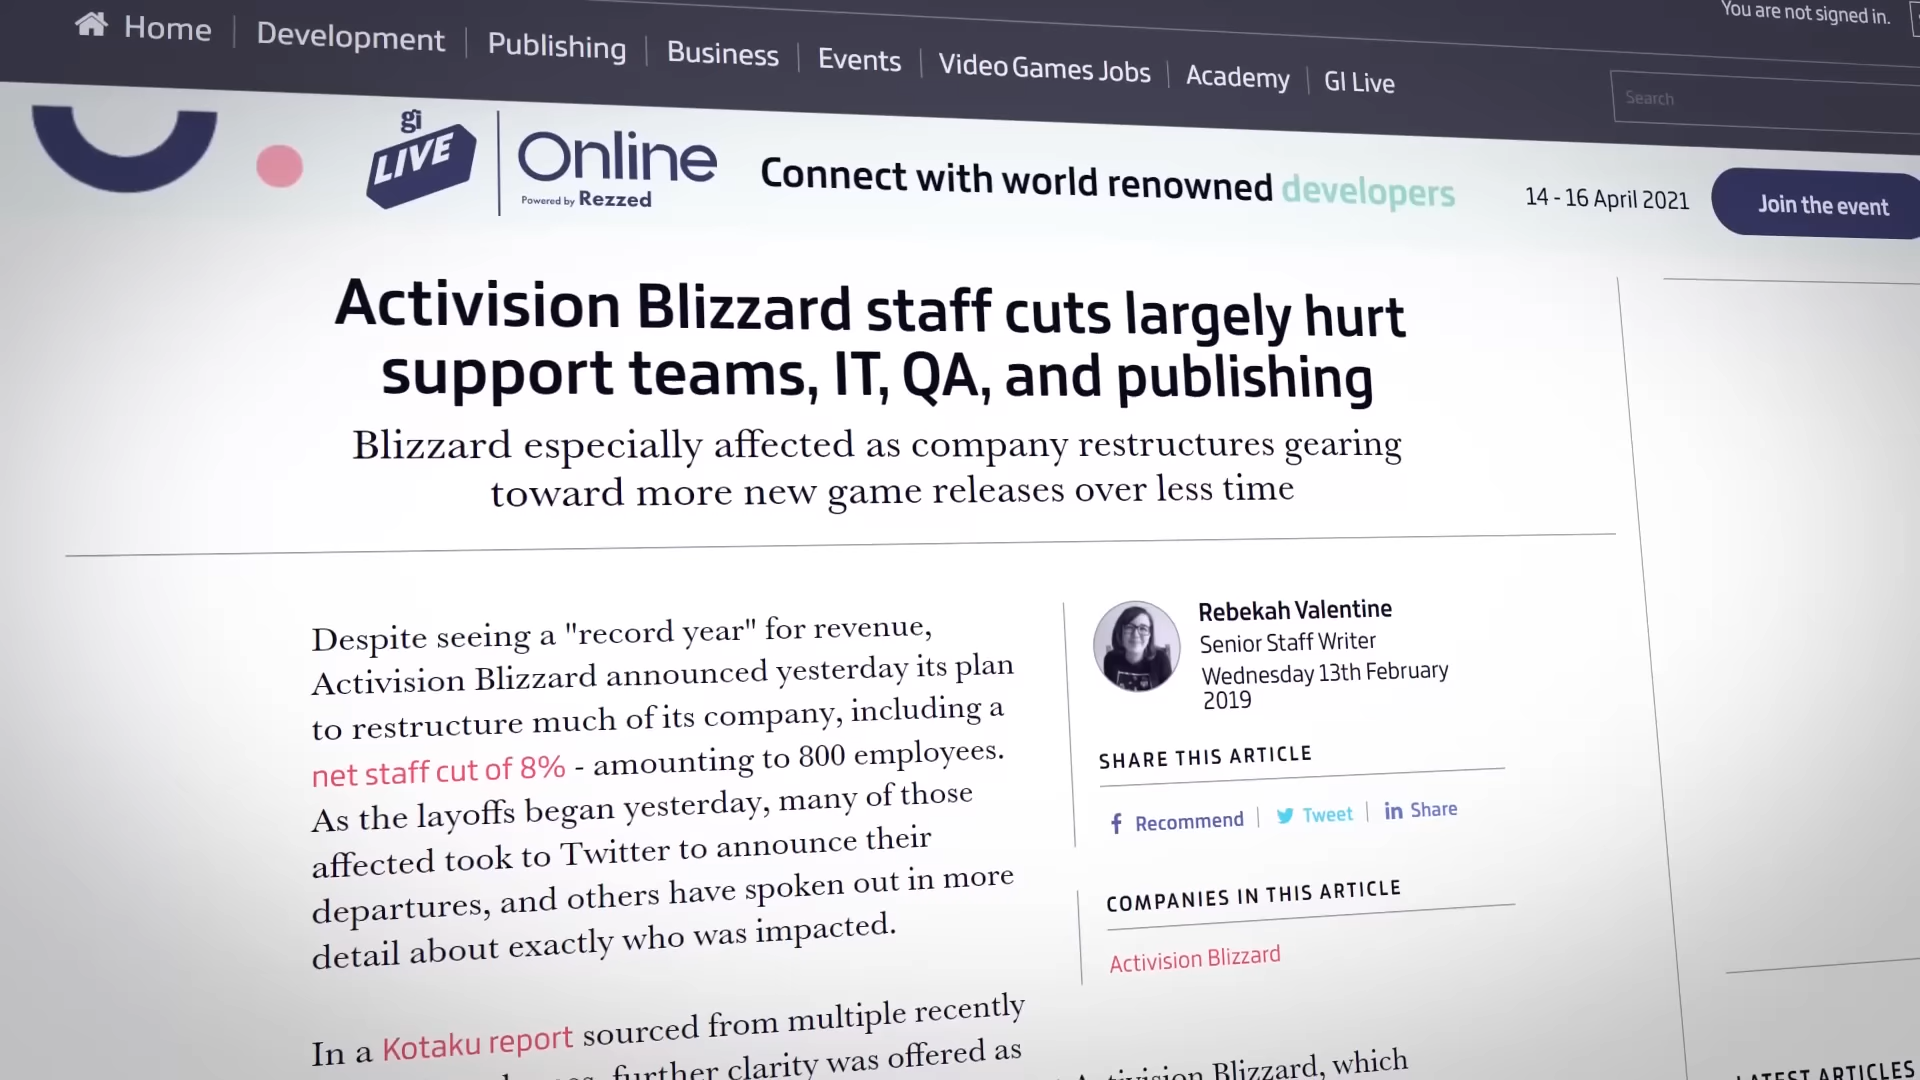 Home
Development
Publishing
Business
Events
Video Games Jobs
Academy
GI Live
You are not signed in.
Search
gi
LIVE
Online
Powered by Rezzed
Connect with world renowned developers
14 - 16 April 2021
Join the event
Activision Blizzard staff cuts largely hurt
support teams, IT, QA, and publishing
Blizzard especially affected as company restructures gearing
toward more new game releases over less time
Despite seeing a "record year" for revenue,
Activision Blizzard announced yesterday its plan
to restructure much of its company, including a
net staff cut of 8% - amounting to 800 employees.
As the layoffs began yesterday, many of those
affected took to Twitter to announce their
departures, and others have spoken out in more
detail about exactly who was impacted.
In a Kotaku report sourced from multiple recently
further clarity was offered as
Rebekah Valentine
Senior Staff Writer
Wednesday 13th February
2019
SHARE THIS ARTICLE
Recommend
Tweet
in Share
COMPANIES IN THIS ARTICLE
Activision Blizzard
Activision Blizzard, which
LATEST ARTICLES